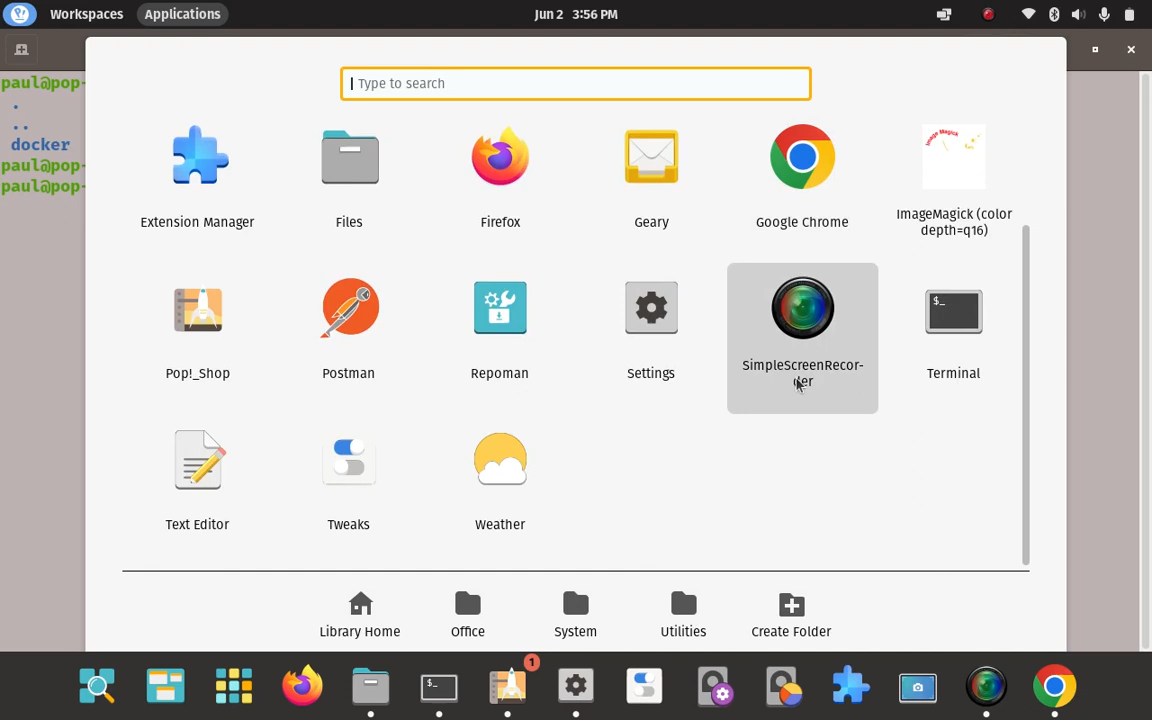 Workspaces Applications Jun 2 3:56 PM
paul@pop-
.
..
docker
paul@pop-
paul@pop-
Type to search
Extension Manager
Files
Firefox
Geary
Google Chrome
Image Magick
ImageMagick (color
depth=q16)
Pop!_Shop
Postman
Repoman
Settings
SimpleScreenRecor-
der
$_
Terminal
Text Editor
Tweaks
Weather
Library Home
Office
System
Utilities
Create Folder
$_
1